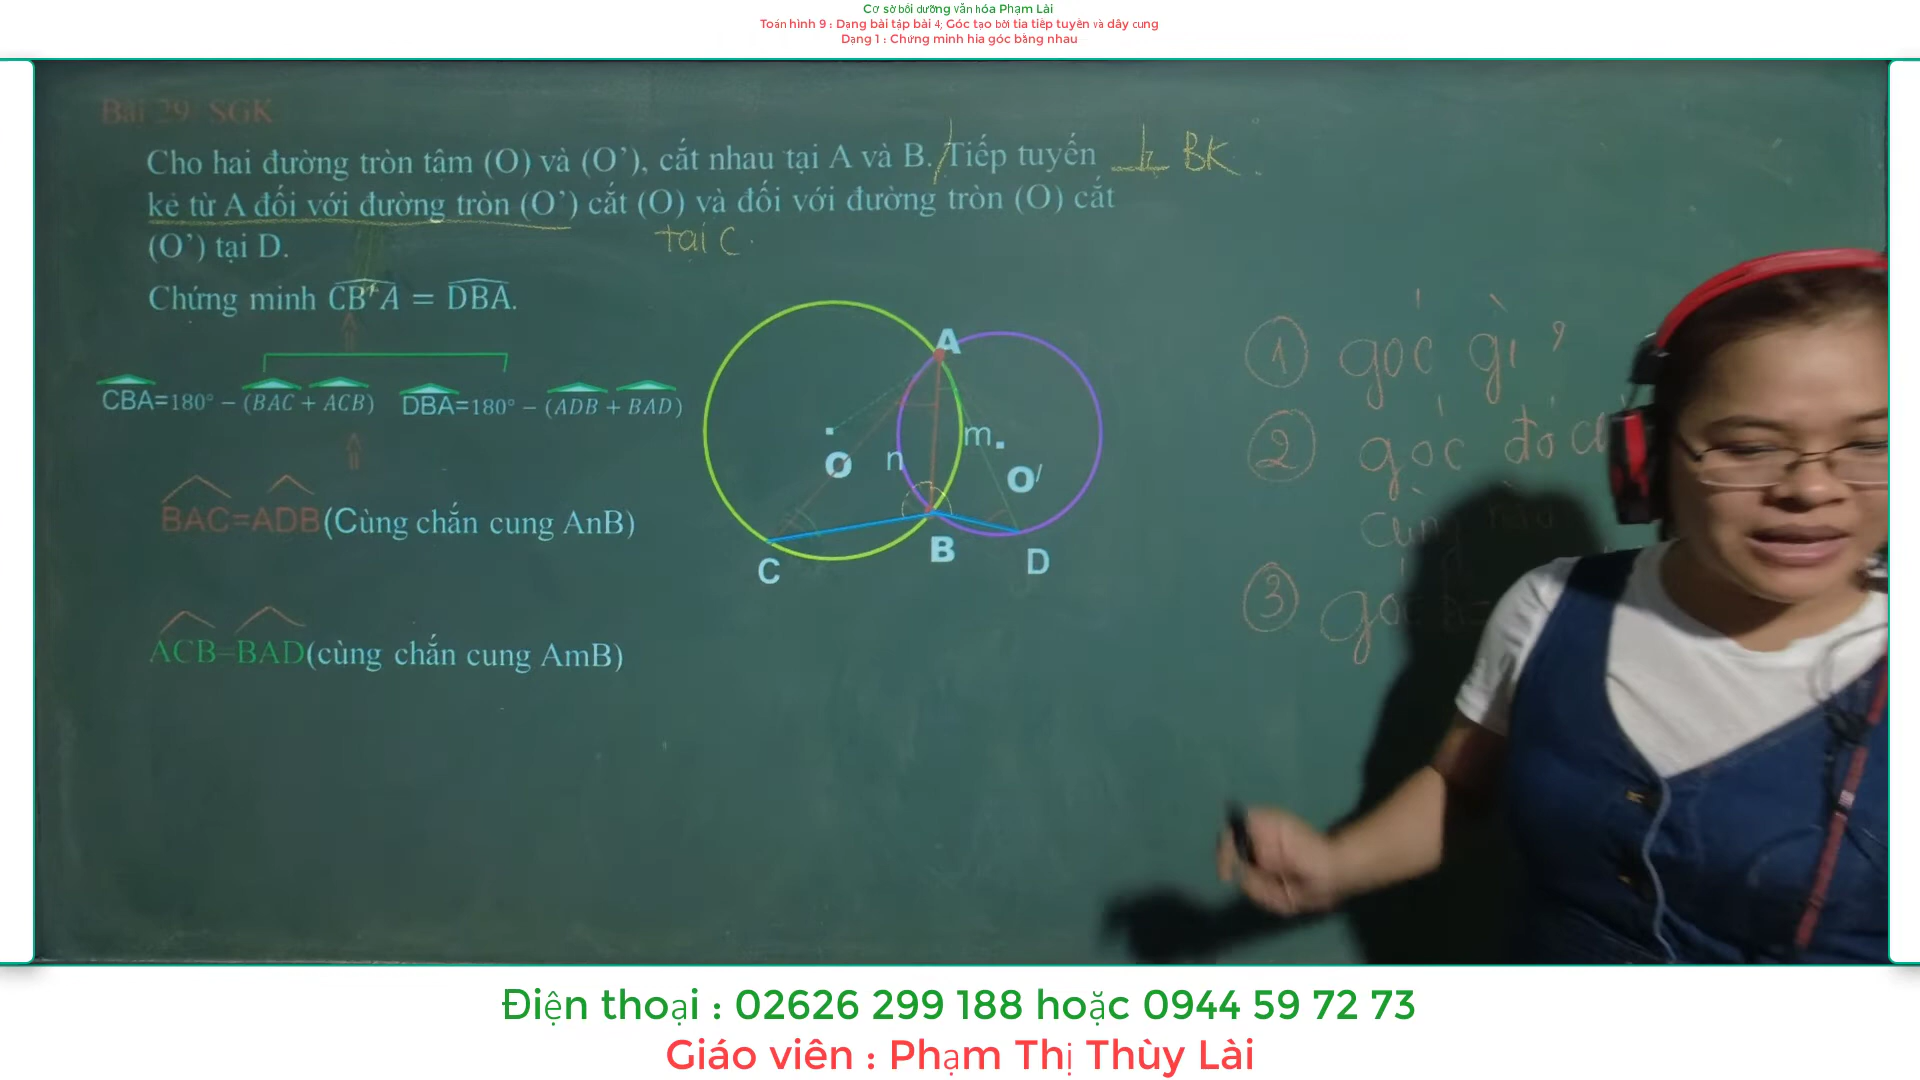 Cơ sở bồi dưỡng vắn hóa Phạm Lài
Toán hình 9 : Dạng bài tập bài 4; Góc tạo bởi tia tiếp tuyến và dây cung
Dạng 1 : Chứng minh hia góc bằng nhau
Bài 29/ SGK
Cho hai đường tròn tâm (O) và (O’), cắt nhau tại A và B. Tiếp tuyến
BK
kẻ từ A đối với đường tròn (O’) cắt (O) và đối với đường tròn (O) cắt
tại C.
(O’) tại D.
Chứng minh CB A = DBA.
CBA=180° − (BAC + ACB) DBA=180° − (ADB + BAD)
BAC=ADB(Cùng chắn cung AnB)
ACB=BAD(cùng chắn cung AmB)
A
m
O n O'
B
C D
1 góc gì ?
2 góc đó
cung
3 góc
Điện thoại : 02626 299 188 hoặc 0944 59 72 73
Giáo viên : Phạm Thị Thùy Lài